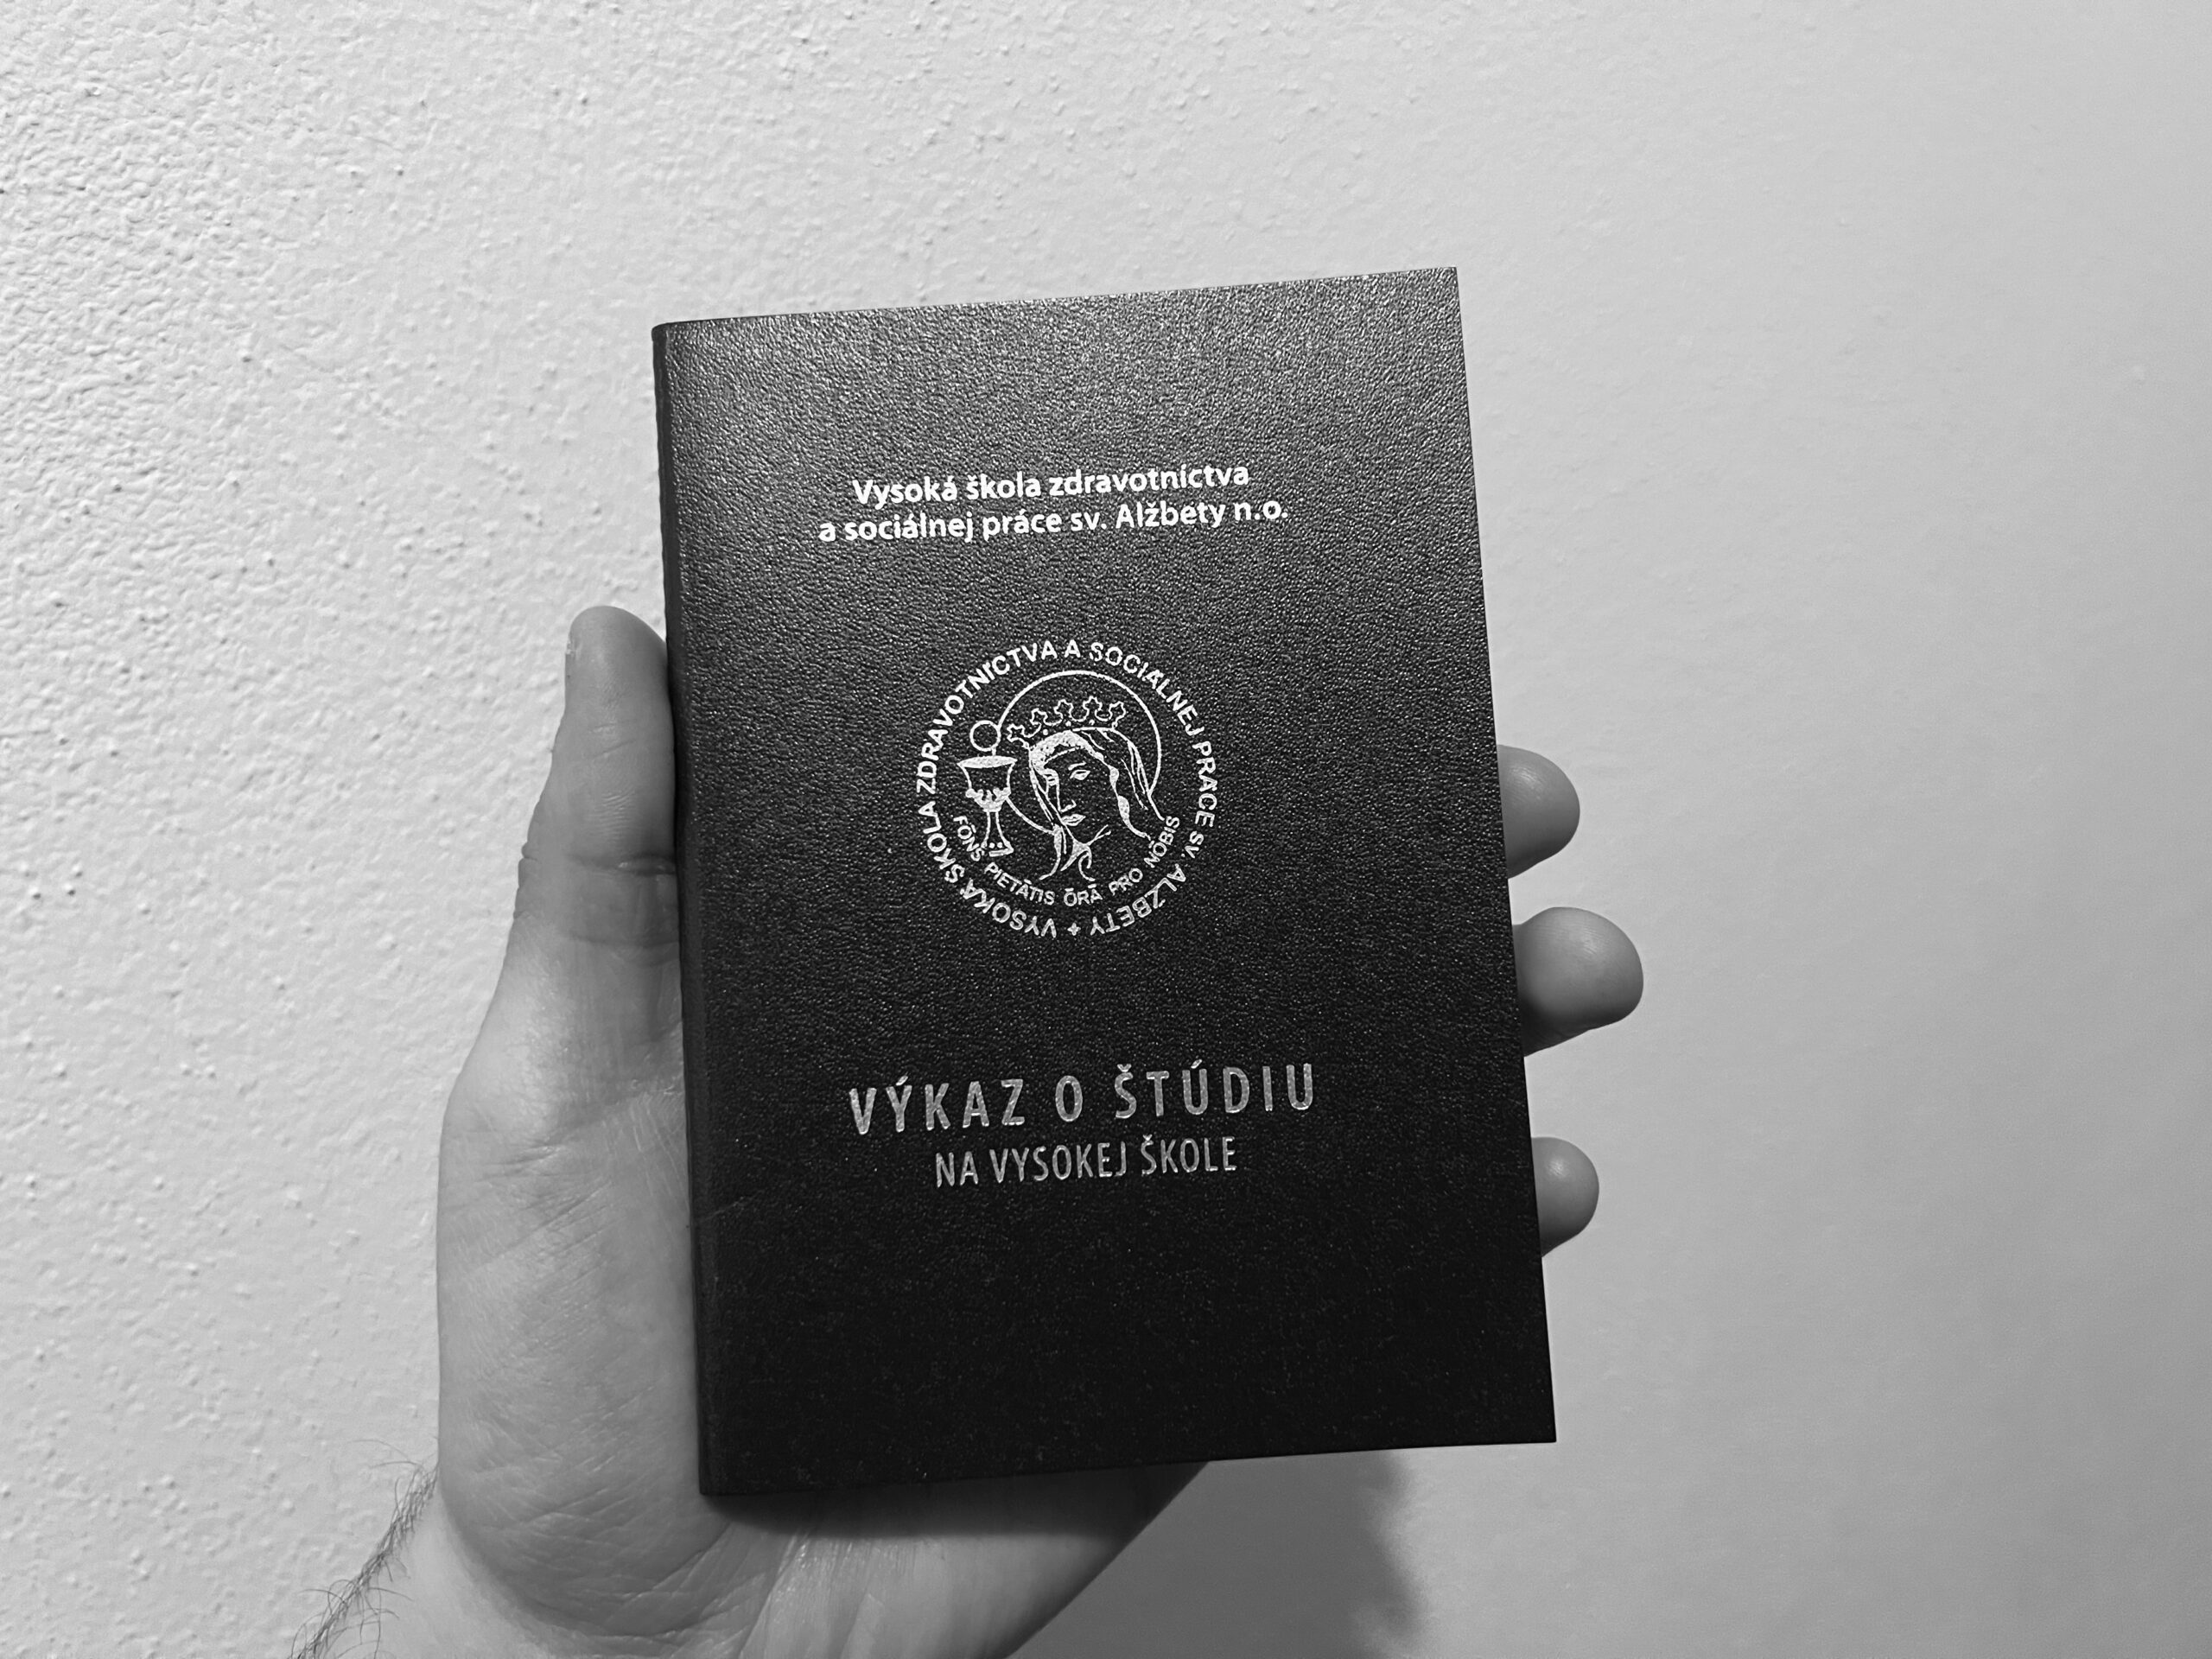 Vysoká škola zdravotníctva
a sociálnej práce sv. Alžbety n.o.
VYSOKÁ ŠKOLA ZDRAVOTNÍCTVA A SOCIÁLNEJ PRÁCE SV. ALŽBETY
FŌNS PIETĀTIS ŌRĀ PRO NŌBIS
VÝKAZ O ŠTÚDIU
NA VYSOKEJ ŠKOLE